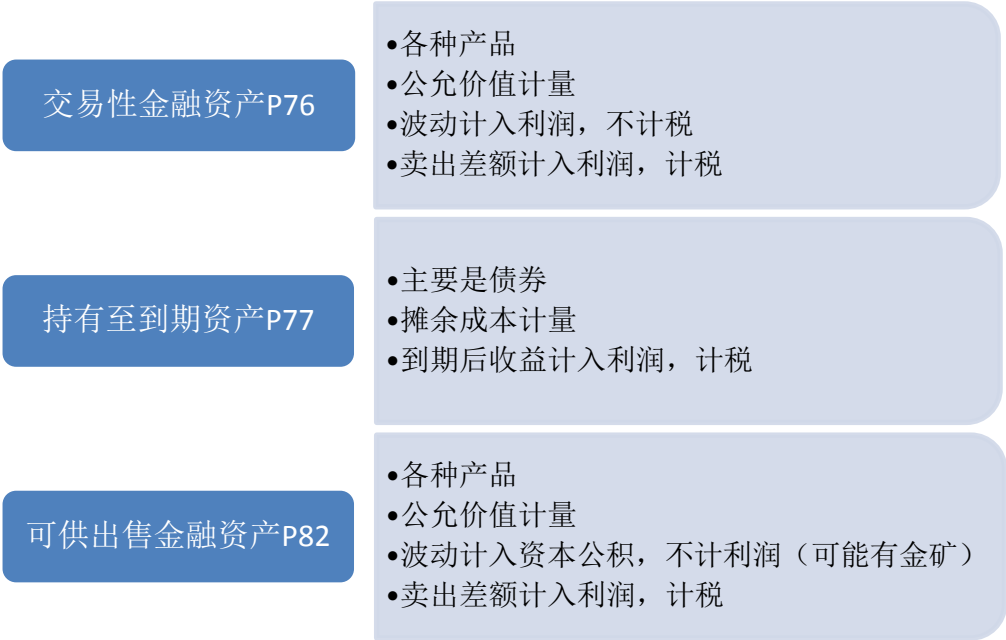 交易性金融资产P76
•各种产品
•公允价值计量
•波动计入利润，不计税
•卖出差额计入利润，计税
持有至到期资产P77
•主要是债券
•摊余成本计量
•到期后收益计入利润，计税
可供出售金融资产P82
•各种产品
•公允价值计量
•波动计入资本公积，不计利润（可能有金矿）
•卖出差额计入利润，计税